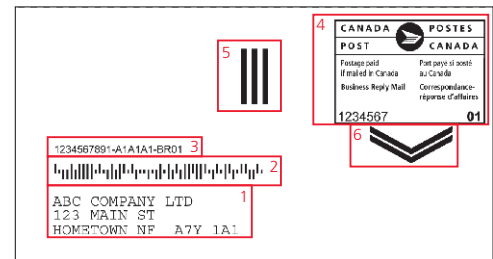 4
CANADA POSTES
POST CANADA
Postage paid
if mailed in Canada
Port payé si posté
au Canada
Business Reply Mail
Correspondance-
réponse d'affaires
1234567 01
5
6
1234567891-A1A1A1-BR01 3
2
1
ABC COMPANY LTD
123 MAIN ST
HOMETOWN NF A7Y 1A1